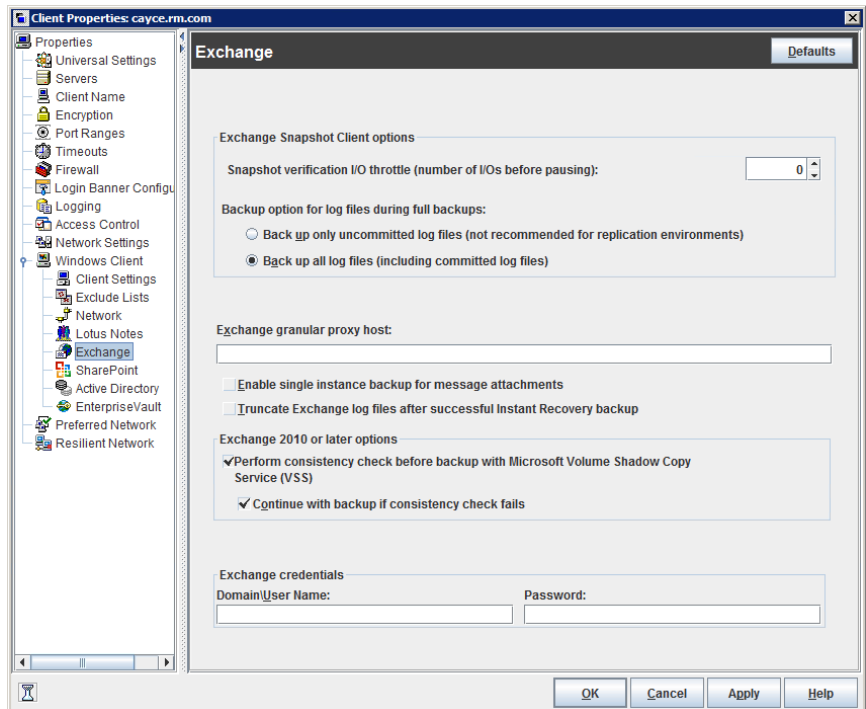 Client Properties: cayce.rm.com
Properties
Universal Settings
Servers
Client Name
Encryption
Port Ranges
Timeouts
Firewall
Login Banner Configu
Logging
Access Control
Network Settings
Windows Client
Client Settings
Exclude Lists
Network
Lotus Notes
Exchange
SharePoint
Active Directory
EnterpriseVault
Preferred Network
Resilient Network
Exchange
Defaults
Exchange Snapshot Client options
Snapshot verification I/O throttle (number of I/Os before pausing):
0
Backup option for log files during full backups:
Back up only uncommitted log files (not recommended for replication environments)
Back up all log files (including committed log files)
Exchange granular proxy host:
Enable single instance backup for message attachments
Truncate Exchange log files after successful Instant Recovery backup
Exchange 2010 or later options
Perform consistency check before backup with Microsoft Volume Shadow Copy
Service (VSS)
Continue with backup if consistency check fails
Exchange credentials
Domain\User Name:
Password:
OK
Cancel
Apply
Help